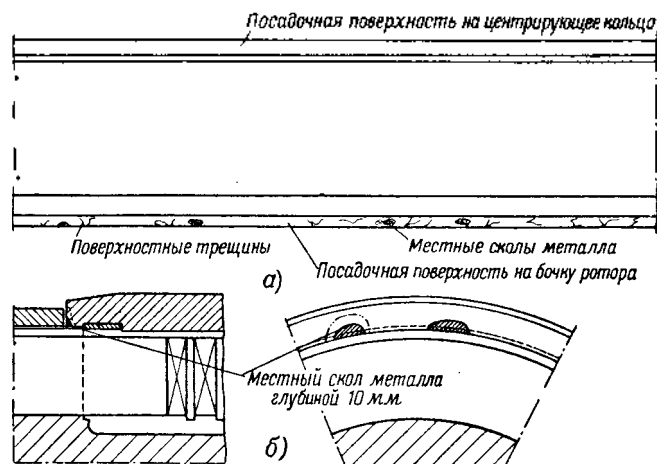 Посадочная поверхность на центрирующее кольцо
Поверхностные трещины
Местные сколы металла
а)
Посадочная поверхность на бочку ротора
Местный скол металла
глубиной 10 мм.
б)